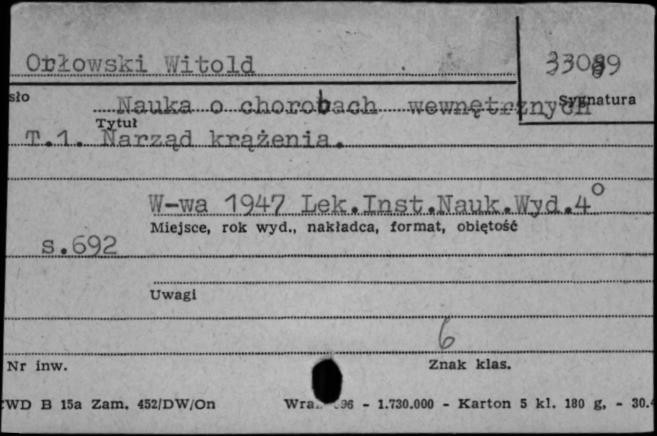 Orłowski Witold
sło
Sygnatura
Nauka o chorobach wewnętrznych
Tytuł
T.1. Narząd krążenia.
W-wa 1947 Lek.Inst.Nauk.Wyd.4°
Miejsce, rok wyd., nakładca, format, objętość
s.692
Uwagi
6
Nr inw.
Znak klas.
CWD B 15a Zam. 452/DW/On
- 1.730.000 - Karton 5 kl. 180 g, - 30.4